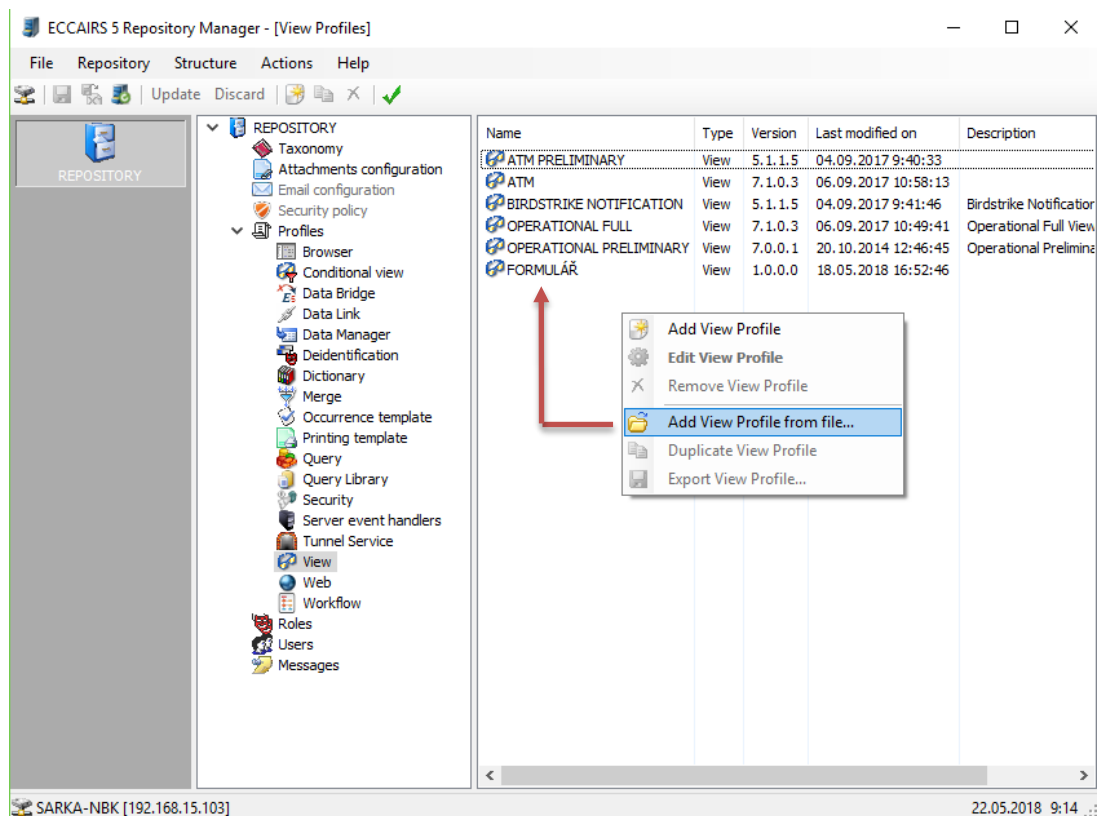 ECCAIRS 5 Repository Manager - [View Profiles]
File Repository Structure Actions Help
Update Discard
REPOSITORY
REPOSITORY
Taxonomy
Attachments configuration
Email configuration
Security policy
Profiles
Browser
Conditional view
Data Bridge
Data Link
Data Manager
Deidentification
Dictionary
Merge
Occurrence template
Printing template
Query
Query Library
Security
Server event handlers
Tunnel Service
View
Web
Workflow
Roles
Users
Messages
Name Type Version Last modified on Description
ATM PRELIMINARY View 5.1.1.5 04.09.2017 9:40:33
ATM View 7.1.0.3 06.09.2017 10:58:13
BIRDSTRIKE NOTIFICATION View 5.1.1.5 04.09.2017 9:41:46 Birdstrike Notification
OPERATIONAL FULL View 7.1.0.3 06.09.2017 10:49:41 Operational Full View
OPERATIONAL PRELIMINARY View 7.0.0.1 20.10.2014 12:46:45 Operational Prelimina
FORMULÁŘ View 1.0.0.0 18.05.2018 16:52:46
Add View Profile
Edit View Profile
Remove View Profile
Add View Profile from file...
Duplicate View Profile
Export View Profile...
SARKA-NBK [192.168.15.103] 22.05.2018 9:14